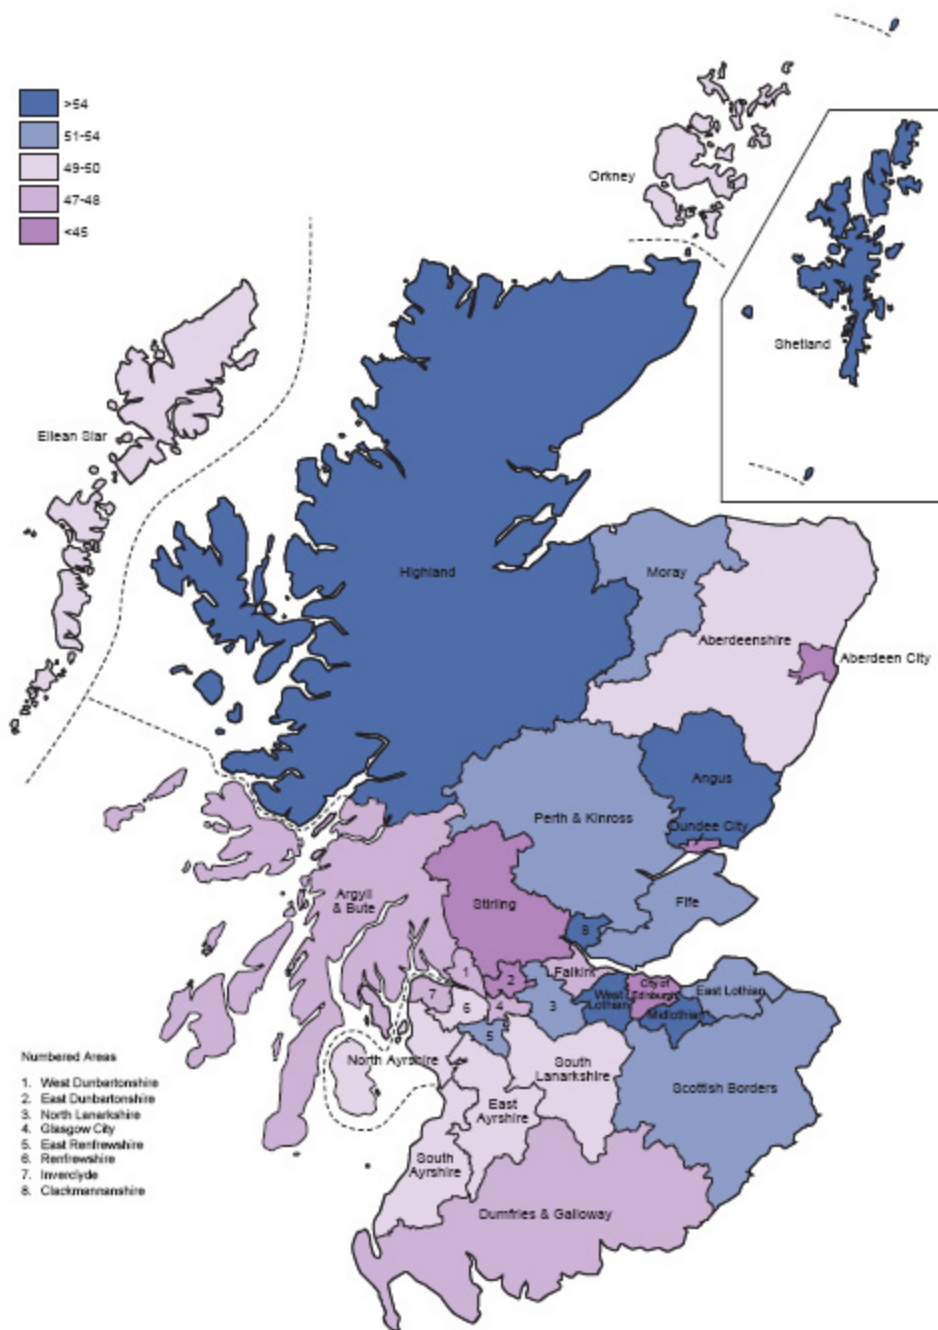 >54
51-54
49-50
47-48
<45
Orkney
Shetland
Eilean Siar
Highland
Moray
Aberdeenshire
Aberdeen City
Angus
Perth & Kinross
Dundee City
Argyll
& Bute
Stirling
Fife
8
1
2
Falkirk
City of
Edinburgh
East Lothian
West
Lothian
Midlothian
7
6
4
3
5
North Ayrshire
South
Lanarkshire
Scottish Borders
East
Ayrshire
South
Ayrshire
Dumfries & Galloway
Numbered Areas
1. West Dunbartonshire
2. East Dunbartonshire
3. North Lanarkshire
4. Glasgow City
5. East Renfrewshire
6. Renfrewshire
7. Inverclyde
8. Clackmannanshire